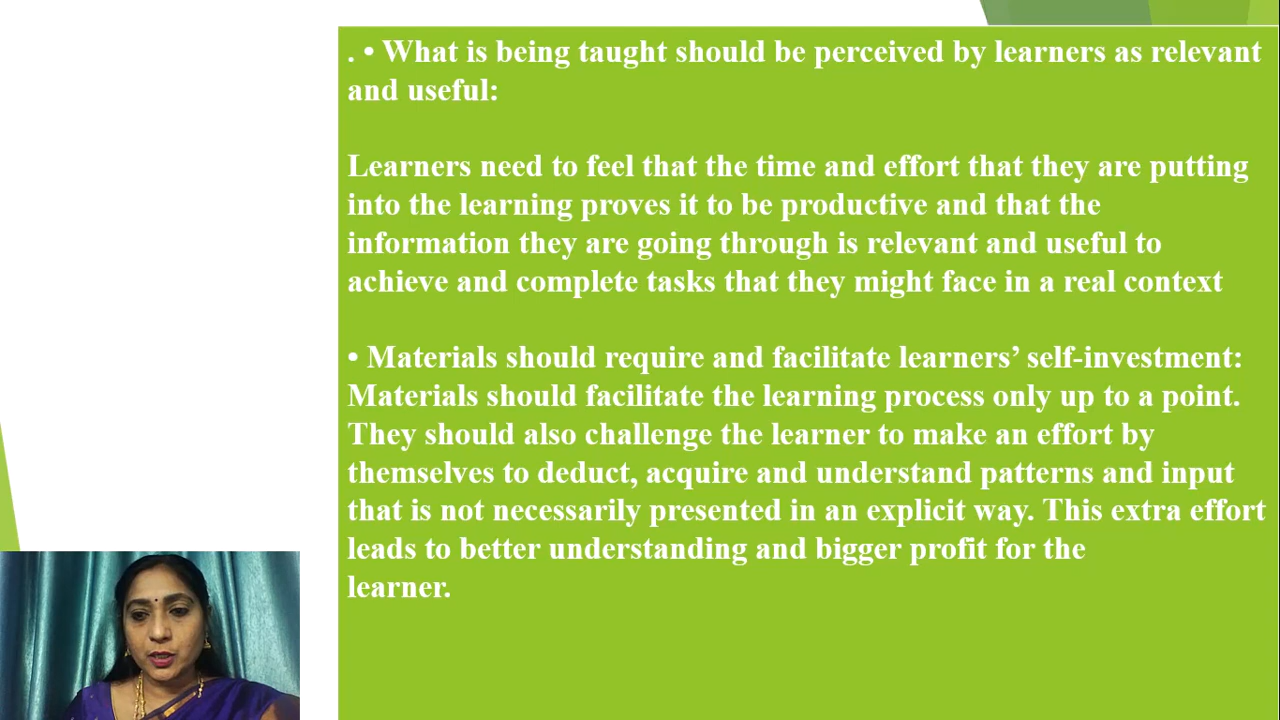 . • What is being taught should be perceived by learners as relevant
and useful:
Learners need to feel that the time and effort that they are putting
into the learning proves it to be productive and that the
information they are going through is relevant and useful to
achieve and complete tasks that they might face in a real context
• Materials should require and facilitate learners’ self-investment:
Materials should facilitate the learning process only up to a point.
They should also challenge the learner to make an effort by
themselves to deduct, acquire and understand patterns and input
that is not necessarily presented in an explicit way. This extra effort
leads to better understanding and bigger profit for the
learner.